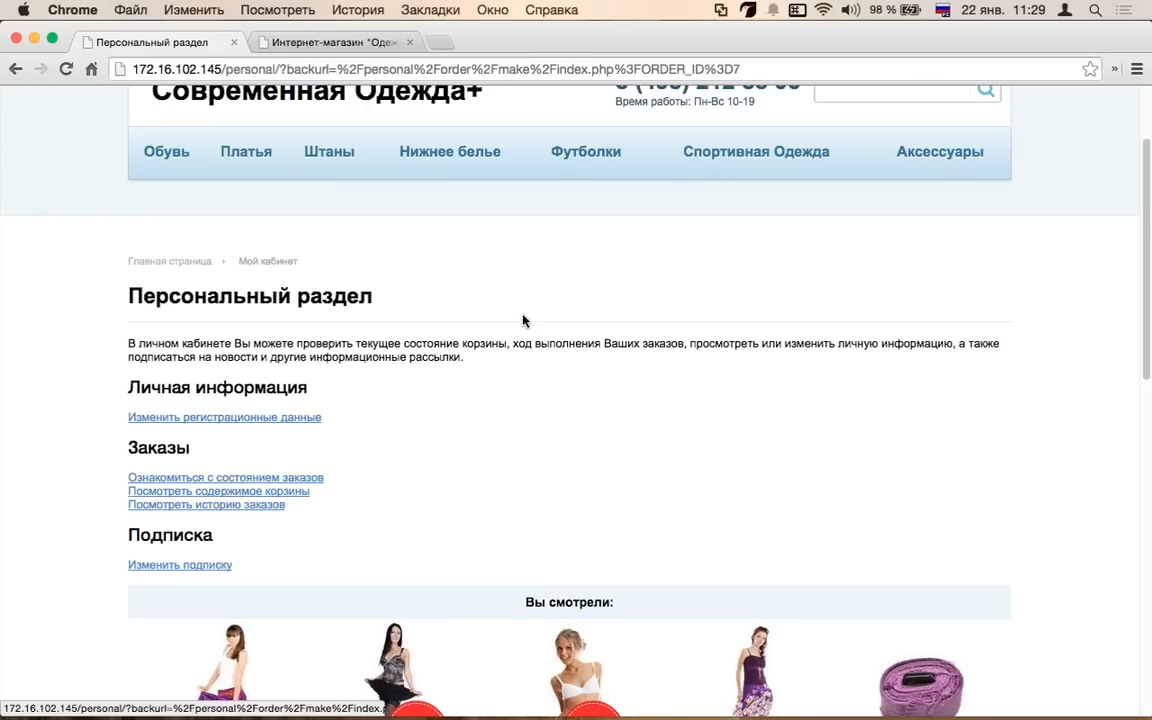 Chrome Файл Изменить Просмотреть История Закладки Окно Справка 98 % 22 янв. 11:29
Персональный раздел Интернет-магазин "Одеж
172.16.102.145/personal/?backurl=%2Fpersonal%2Forder%2Fmake%2Findex.php%3FORDER_ID%3D7
Современная Одежда+
Время работы: Пн-Вс 10-19
Обувь Платья Штаны Нижнее белье Футболки Спортивная Одежда Аксессуары
Главная страница Мой кабинет
Персональный раздел
В личном кабинете Вы можете проверить текущее состояние корзины, ход выполнения Ваших заказов, просмотреть или изменить личную информацию, а также
подписаться на новости и другие информационные рассылки.
Личная информация
Изменить регистрационные данные
Заказы
Ознакомиться с состоянием заказов
Посмотреть содержимое корзины
Посмотреть историю заказов
Подписка
Изменить подписку
Вы смотрели:
172.16.102.145/personal/?backurl=%2Fpersonal%2Forder%2Fmake%2Findex.